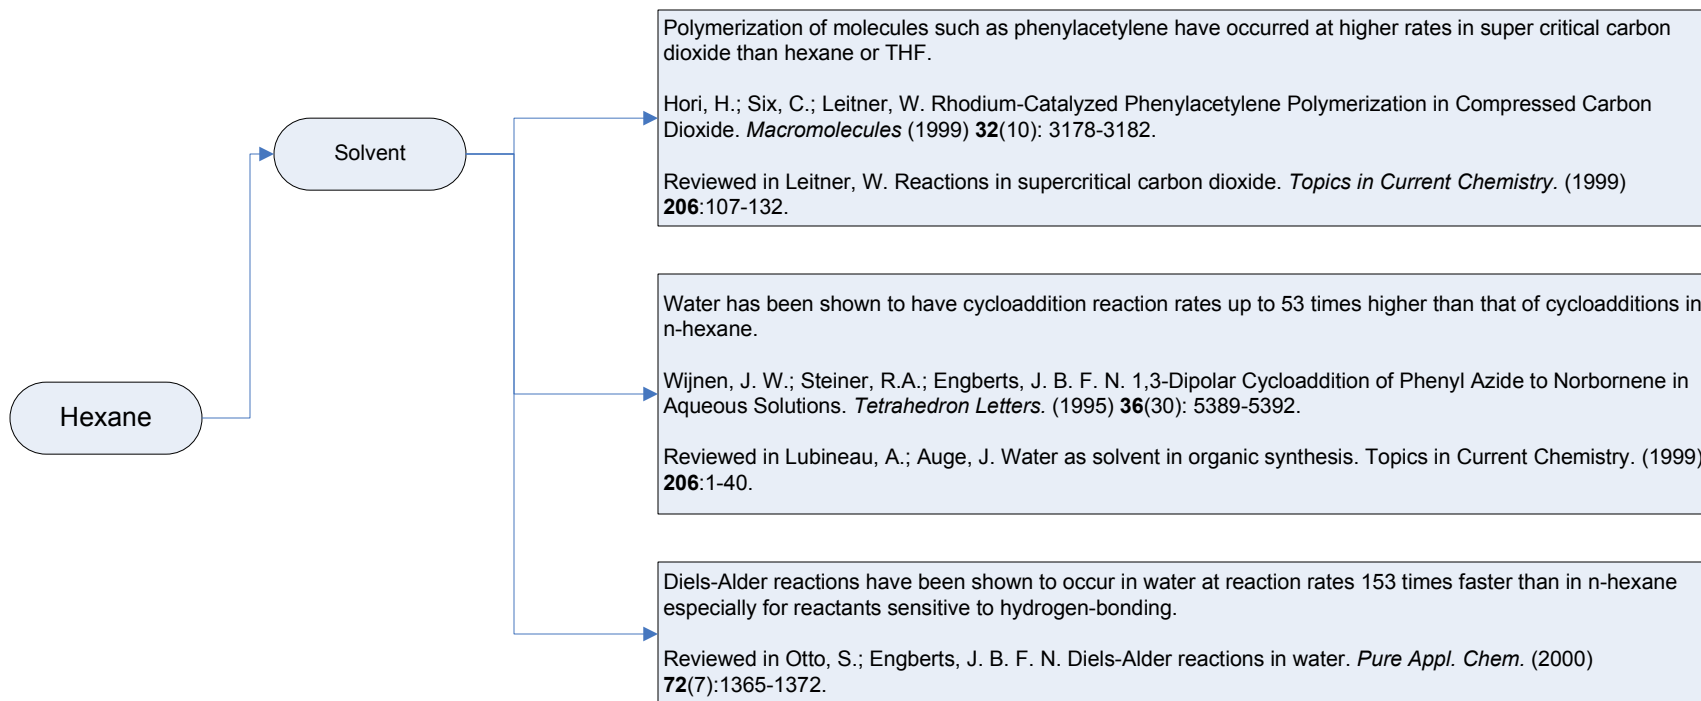 Polymerization of molecules such as phenylacetylene have occurred at higher rates in super critical carbon
dioxide than hexane or THF.
Hori, H.; Six, C.; Leitner, W. Rhodium-Catalyzed Phenylacetylene Polymerization in Compressed Carbon
Dioxide. Macromolecules (1999) 32(10): 3178-3182.
Reviewed in Leitner, W. Reactions in supercritical carbon dioxide. Topics in Current Chemistry. (1999)
206:107-132.
Solvent
Water has been shown to have cycloaddition reaction rates up to 53 times higher than that of cycloadditions in
n-hexane.
Wijnen, J. W.; Steiner, R.A.; Engberts, J. B. F. N. 1,3-Dipolar Cycloaddition of Phenyl Azide to Norbornene in
Aqueous Solutions. Tetrahedron Letters. (1995) 36(30): 5389-5392.
Reviewed in Lubineau, A.; Auge, J. Water as solvent in organic synthesis. Topics in Current Chemistry. (1999)
206:1-40.
Hexane
Diels-Alder reactions have been shown to occur in water at reaction rates 153 times faster than in n-hexane
especially for reactants sensitive to hydrogen-bonding.
Reviewed in Otto, S.; Engberts, J. B. F. N. Diels-Alder reactions in water. Pure Appl. Chem. (2000)
72(7):1365-1372.